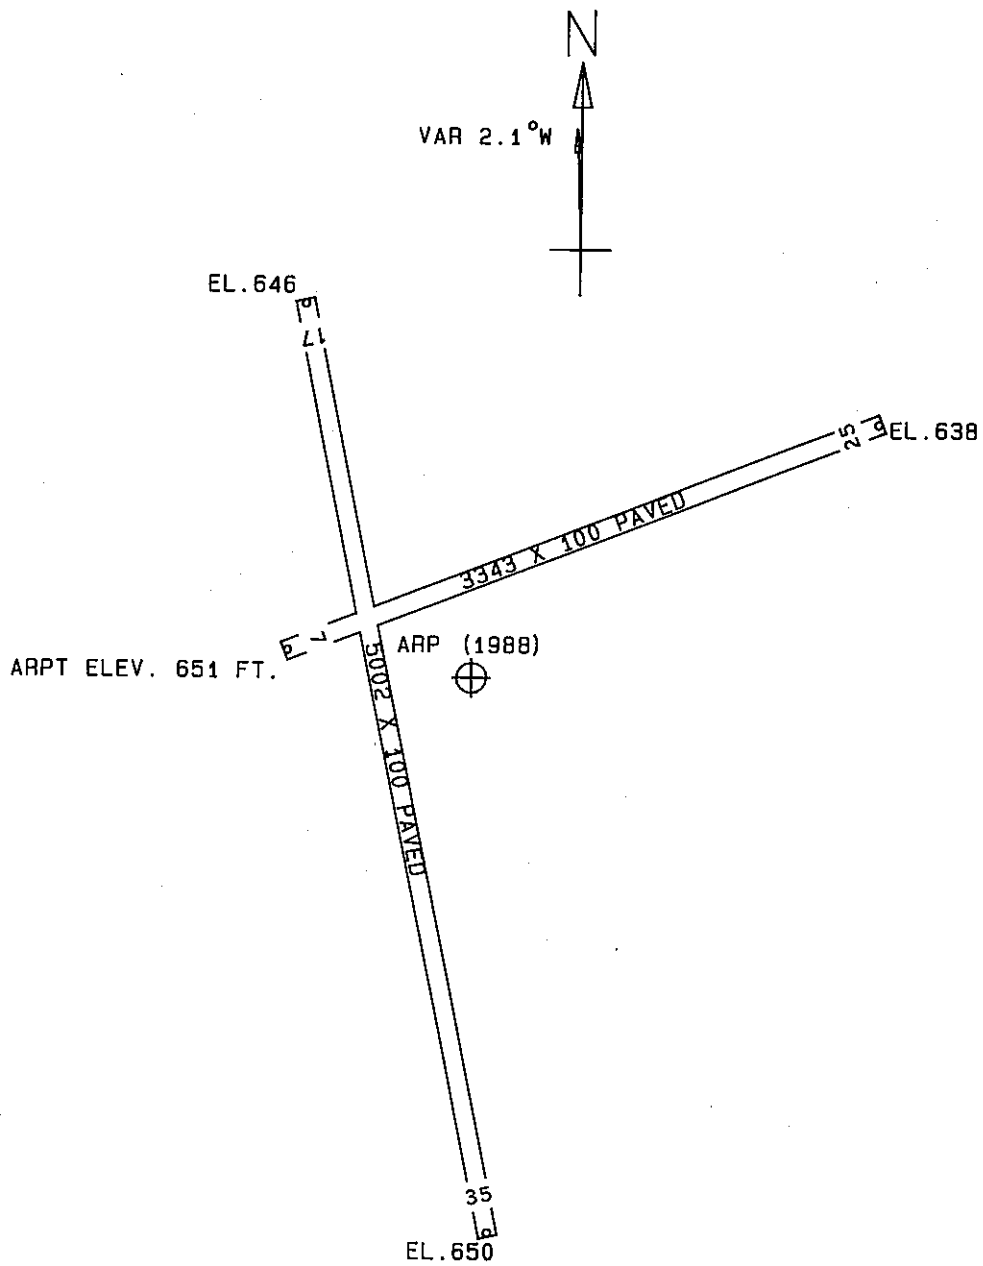 N
VAR 2.1°W
EL.646
17
25
EL.638
3343 X 100 PAVED
7
ARP (1988)
ARPT ELEV. 651 FT.
5002 X 100 PAVED
35
EL.650